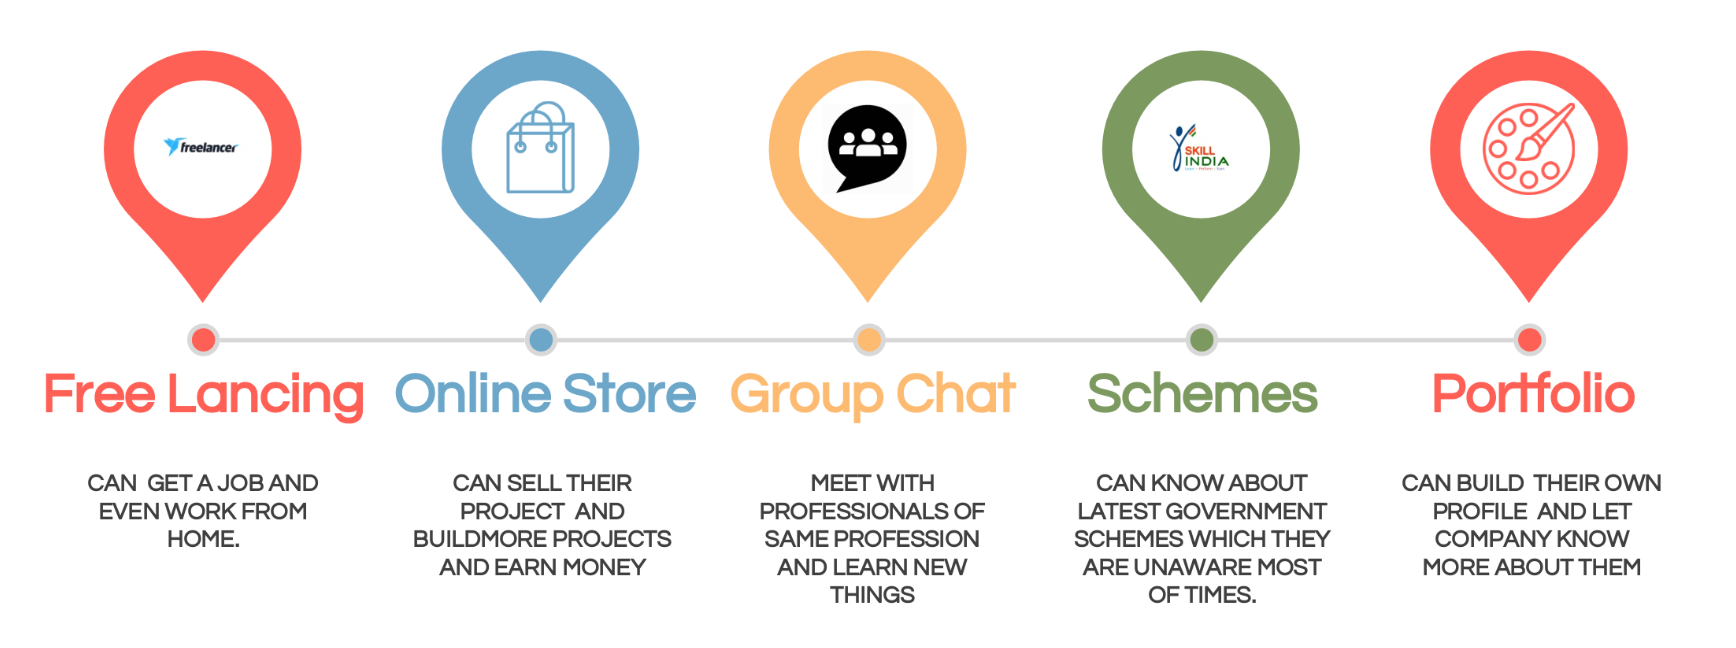 freelancer
SKILL
INDIA
Free Lancing
CAN GET A JOB AND
EVEN WORK FROM
HOME.
Online Store
CAN SELL THEIR
PROJECT AND
BUILDMORE PROJECTS
AND EARN MONEY
Group Chat
MEET WITH
PROFESSIONALS OF
SAME PROFESSION
AND LEARN NEW
THINGS
Schemes
CAN KNOW ABOUT
LATEST GOVERNMENT
SCHEMES WHICH THEY
ARE UNAWARE MOST
OF TIMES.
Portfolio
CAN BUILD THEIR OWN
PROFILE AND LET
COMPANY KNOW
MORE ABOUT THEM